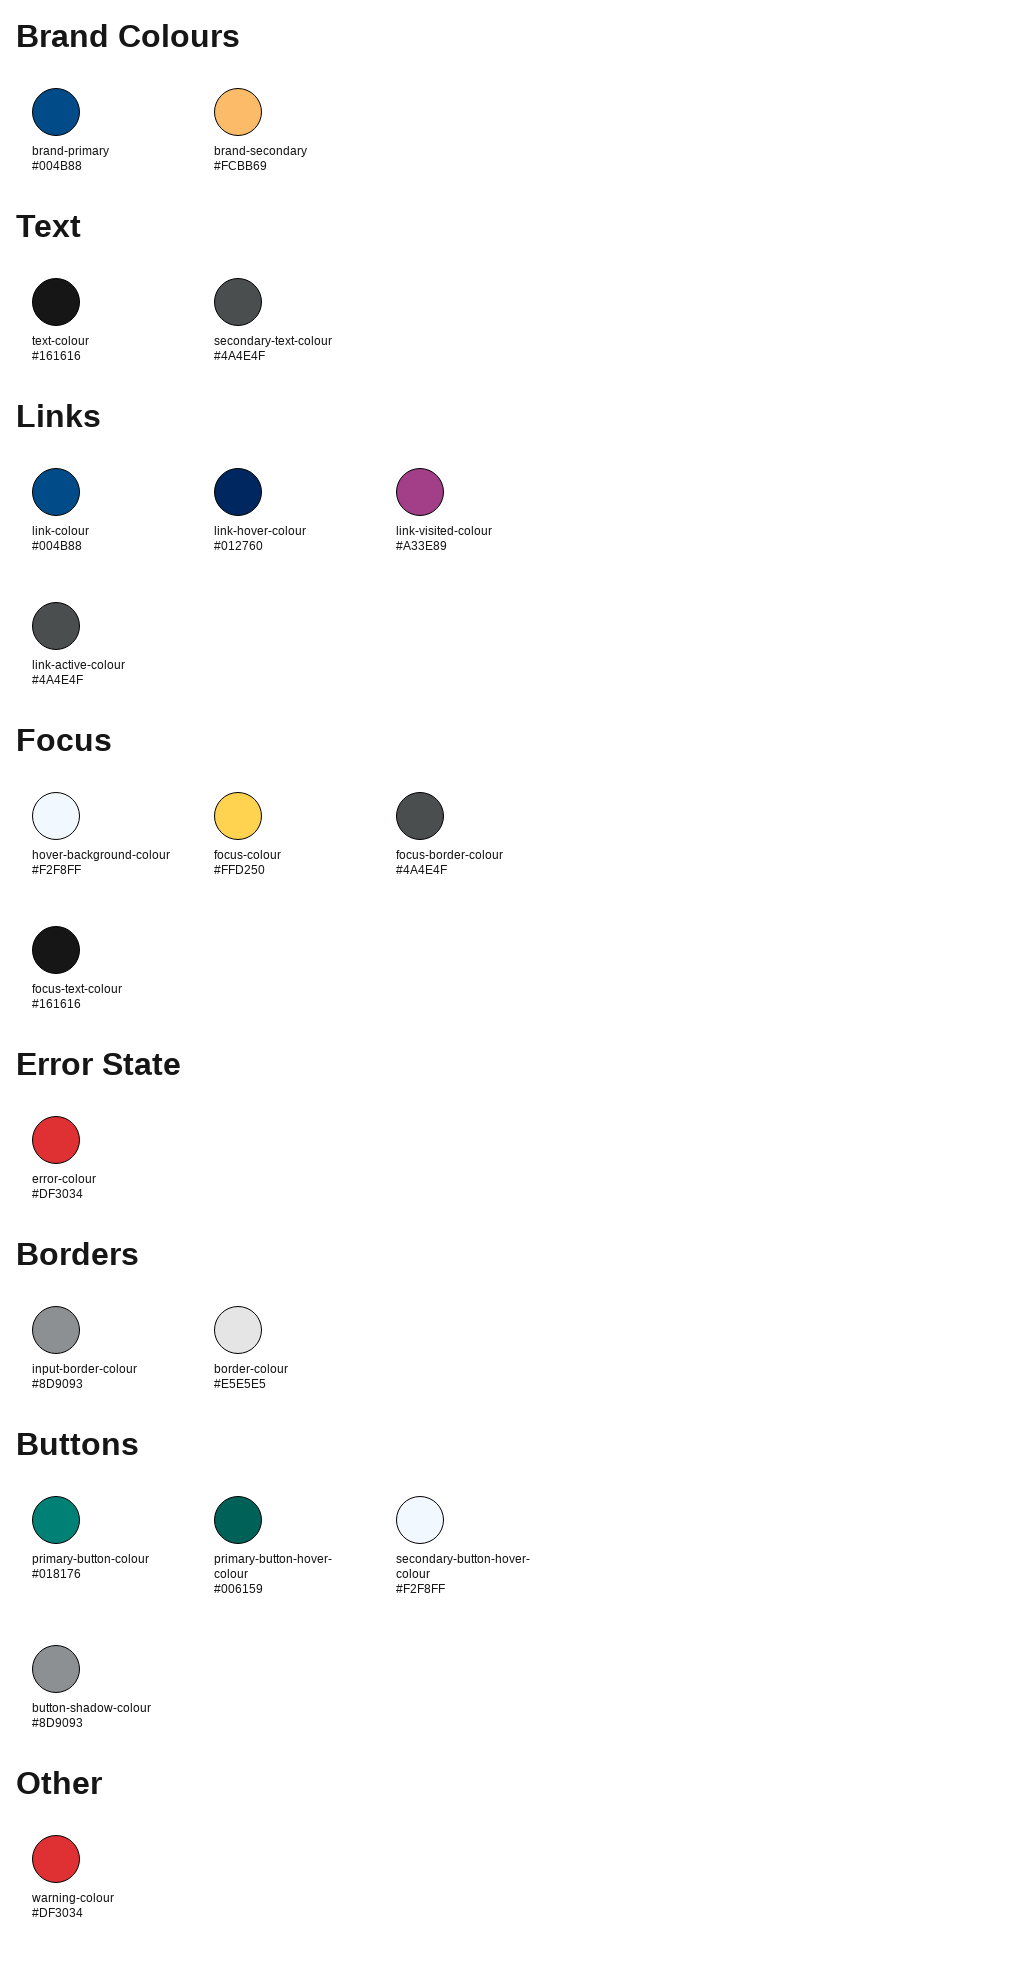 Brand Colours
brand-primary
#004B88
brand-secondary
#FCBB69
Text
text-colour
#161616
secondary-text-colour
#4A4E4F
Links
link-colour
#004B88
link-hover-colour
#012760
link-visited-colour
#A33E89
link-active-colour
#4A4E4F
Focus
hover-background-colour
#F2F8FF
focus-colour
#FFD250
focus-border-colour
#4A4E4F
focus-text-colour
#161616
Error State
error-colour
#DF3034
Borders
input-border-colour
#8D9093
border-colour
#E5E5E5
Buttons
primary-button-colour
#018176
primary-button-hover-
colour
#006159
secondary-button-hover-
colour
#F2F8FF
button-shadow-colour
#8D9093
Other
warning-colour
#DF3034